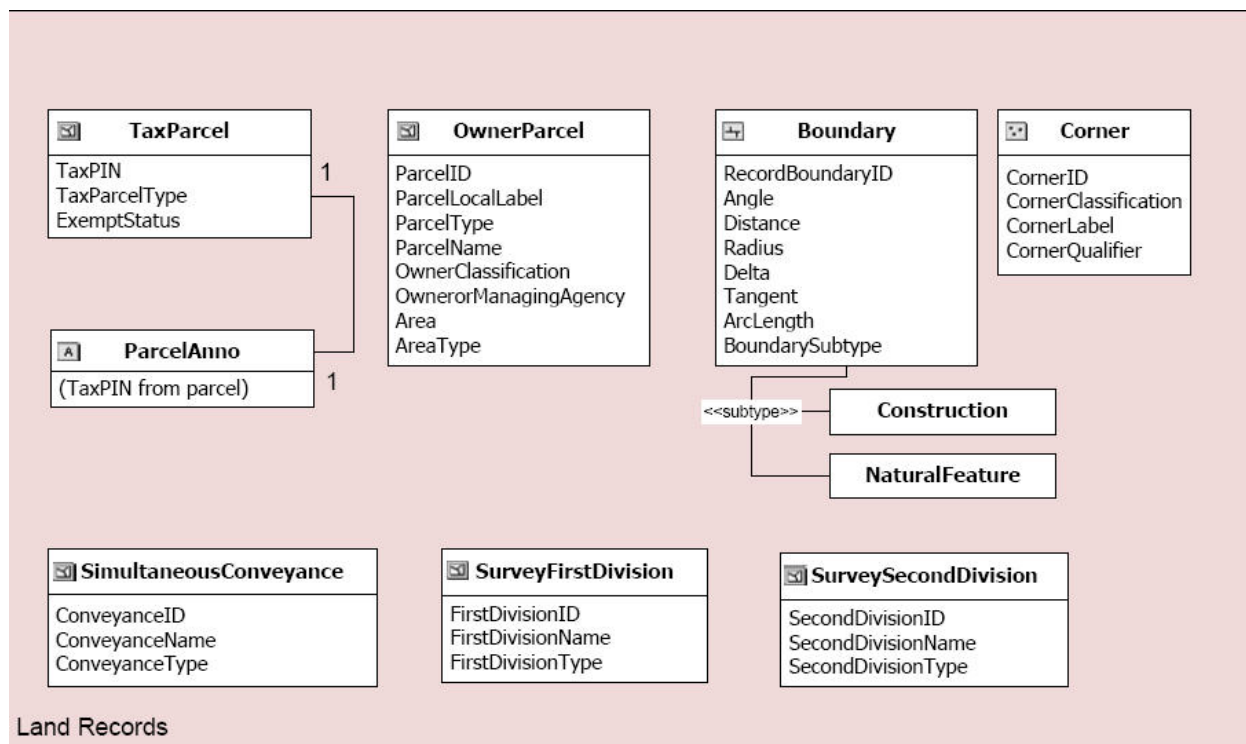 TaxParcel
TaxPIN
TaxParcelType
ExemptStatus
1
A
ParcelAnno
(TaxPIN from parcel)
1
OwnerParcel
ParcelID
ParcelLocalLabel
ParcelType
ParcelName
OwnerClassification
OwnerorManagingAgency
Area
AreaType
Boundary
RecordBoundaryID
Angle
Distance
Radius
Delta
Tangent
ArcLength
BoundarySubtype
<<subtype>>
Construction
NaturalFeature
Corner
CornerID
CornerClassification
CornerLabel
CornerQualifier
SimultaneousConveyance
ConveyanceID
ConveyanceName
ConveyanceType
SurveyFirstDivision
FirstDivisionID
FirstDivisionName
FirstDivisionType
SurveySecondDivision
SecondDivisionID
SecondDivisionName
SecondDivisionType
Land Records